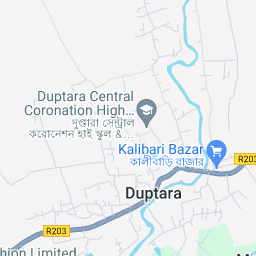 Duptara Central
Coronation High…
দুপ্তারা সেন্ট্রাল
করোনেশন হাই স্কুল &…
R203
Kalibari Bazar
কালীবাড়ি বাজার
Duptara
R203
hion Limited
M